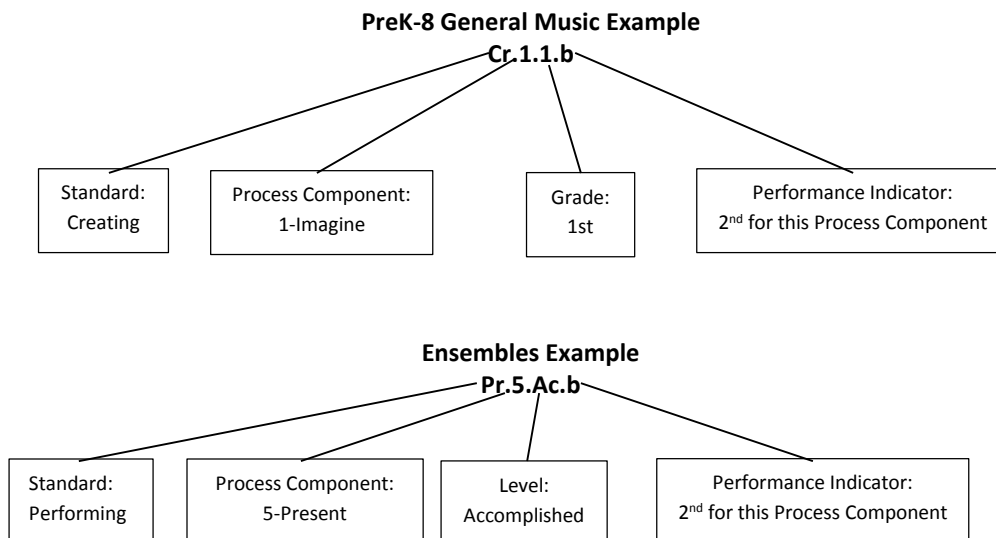 PreK-8 General Music Example
Cr.1.1.b
Standard:
Creating
Process Component:
1-Imagine
Grade:
1st
Performance Indicator:
2nd for this Process Component
Ensembles Example
Pr.5.Ac.b
Standard:
Performing
Process Component:
5-Present
Level:
Accomplished
Performance Indicator:
2nd for this Process Component